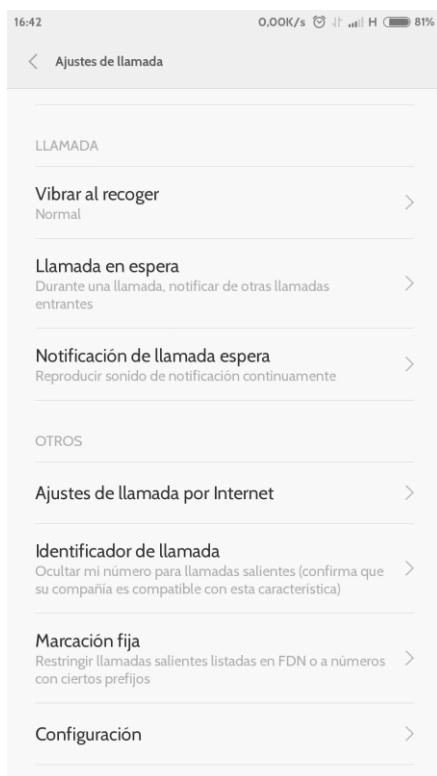 16:42 0,00K/s H 81%
Ajustes de llamada
LLAMADA
Vibrar al recoger
Normal
Llamada en espera
Durante una llamada, notificar de otras llamadas
entrantes
Notificación de llamada espera
Reproducir sonido de notificación continuamente
OTROS
Ajustes de llamada por Internet
Identificador de llamada
Ocultar mi número para llamadas salientes (confirma que
su compañía es compatible con esta característica)
Marcación fija
Restringir llamadas salientes listadas en FDN o a números
con ciertos prefijos
Configuración